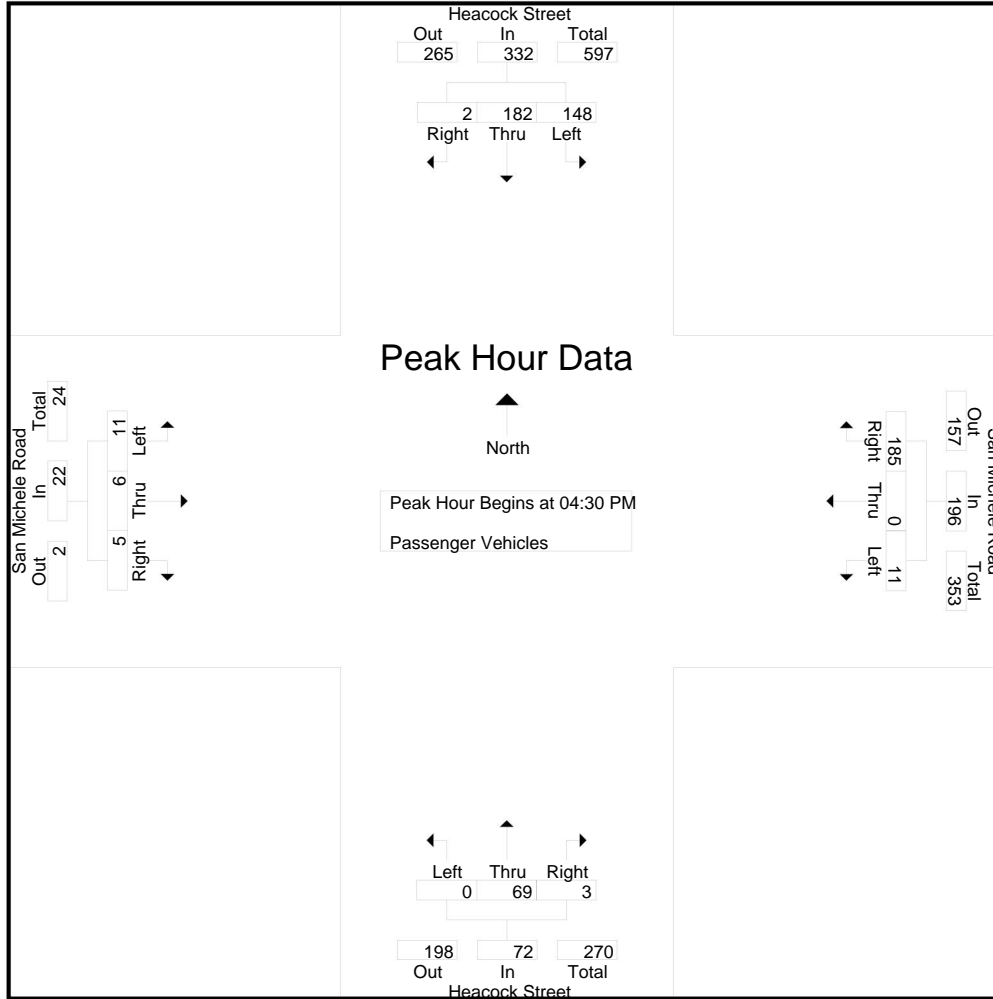 Heacock Street
Out In Total
265 332 597
2 182 148
Right Thru Left
Peak Hour Data
North
Peak Hour Begins at 04:30 PM
Passenger Vehicles
San Michele Road
Total In Out
24 22 2
11 6 5
Left Thru Right
San Michele Road
Out In Total
157 196 353
Right Thru Left
185 0 11
Left Thru Right
0 69 3
198 72 270
Out In Total
Heacock Street